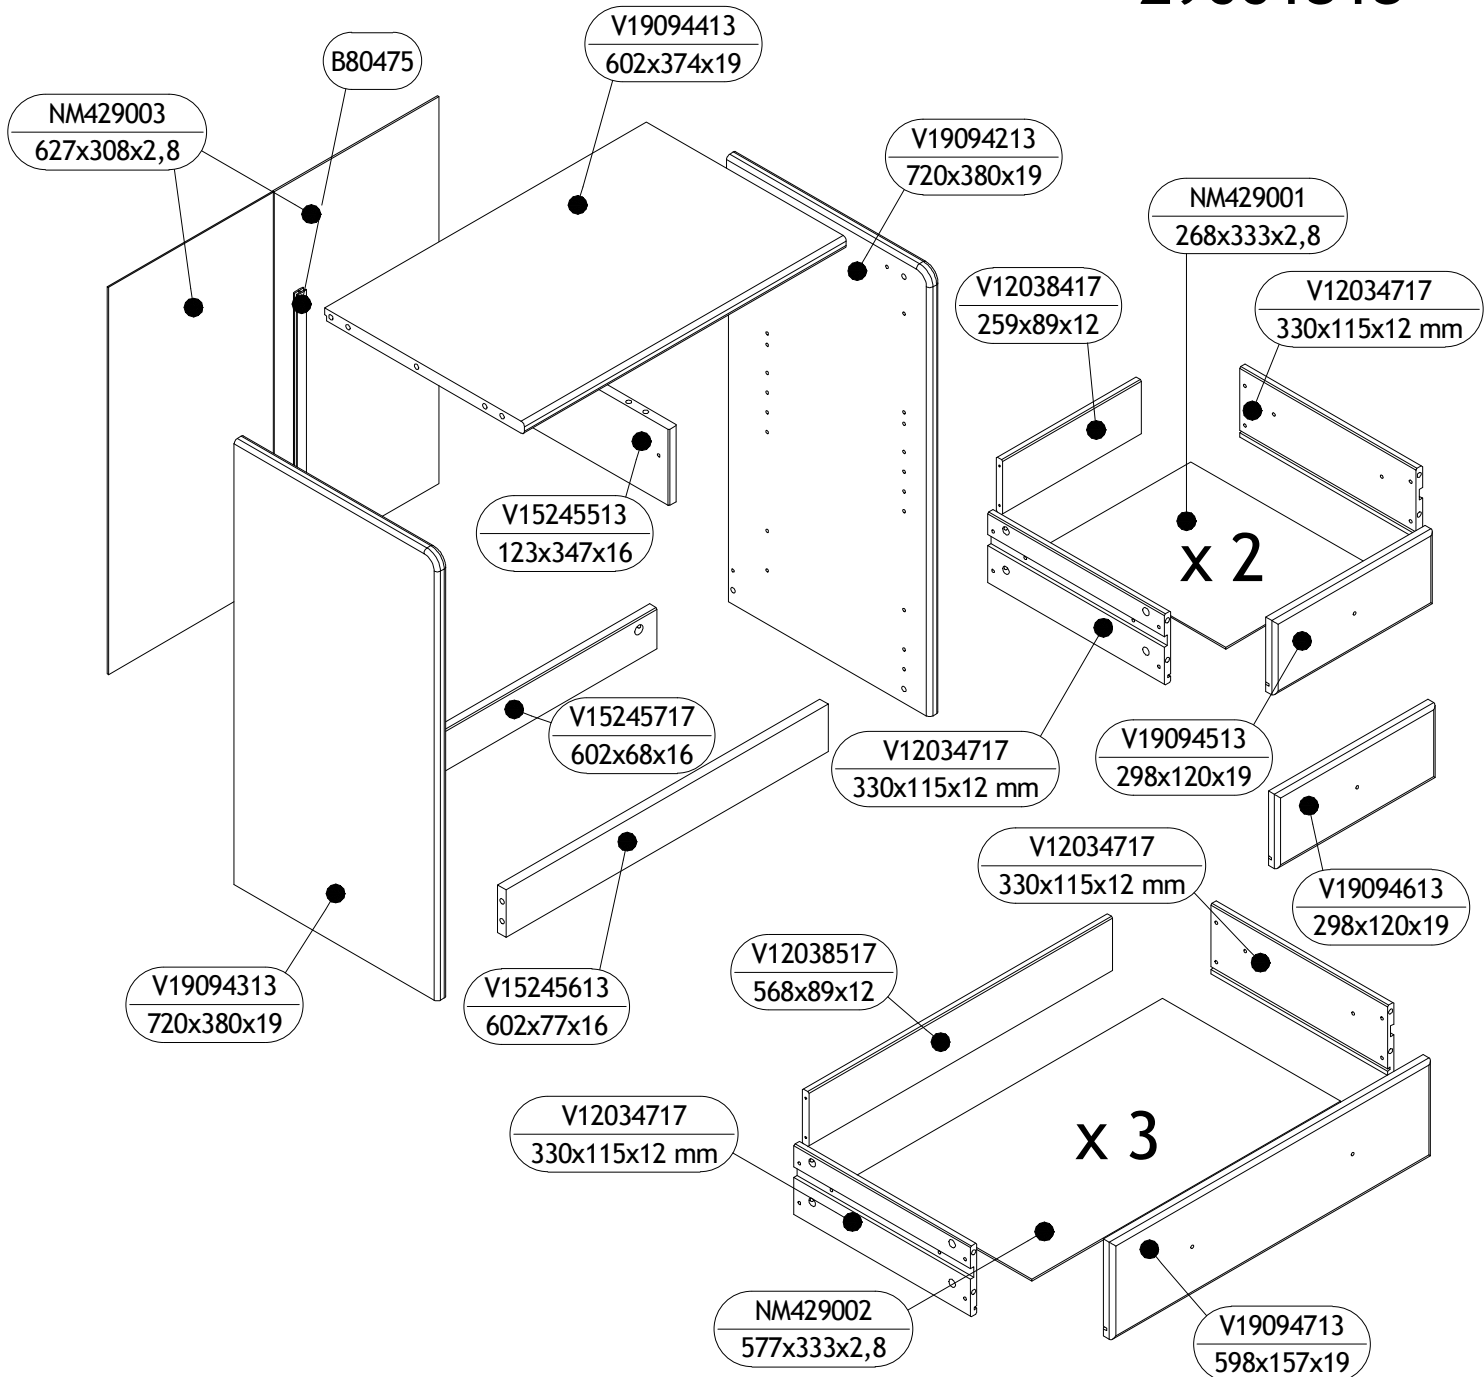 V19094413
602x374x19
B80475
NM429003
627x308x2,8
V19094213
720x380x19
NM429001
268x333x2,8
V12038417
259x89x12
V12034717
330x115x12 mm
V15245513
123x347x16
x 2
V15245717
602x68x16
V12034717
330x115x12 mm
V19094513
298x120x19
V12034717
330x115x12 mm
V19094613
298x120x19
V19094313
720x380x19
V15245613
602x77x16
V12038517
568x89x12
V12034717
330x115x12 mm
x 3
NM429002
577x333x2,8
V19094713
598x157x19